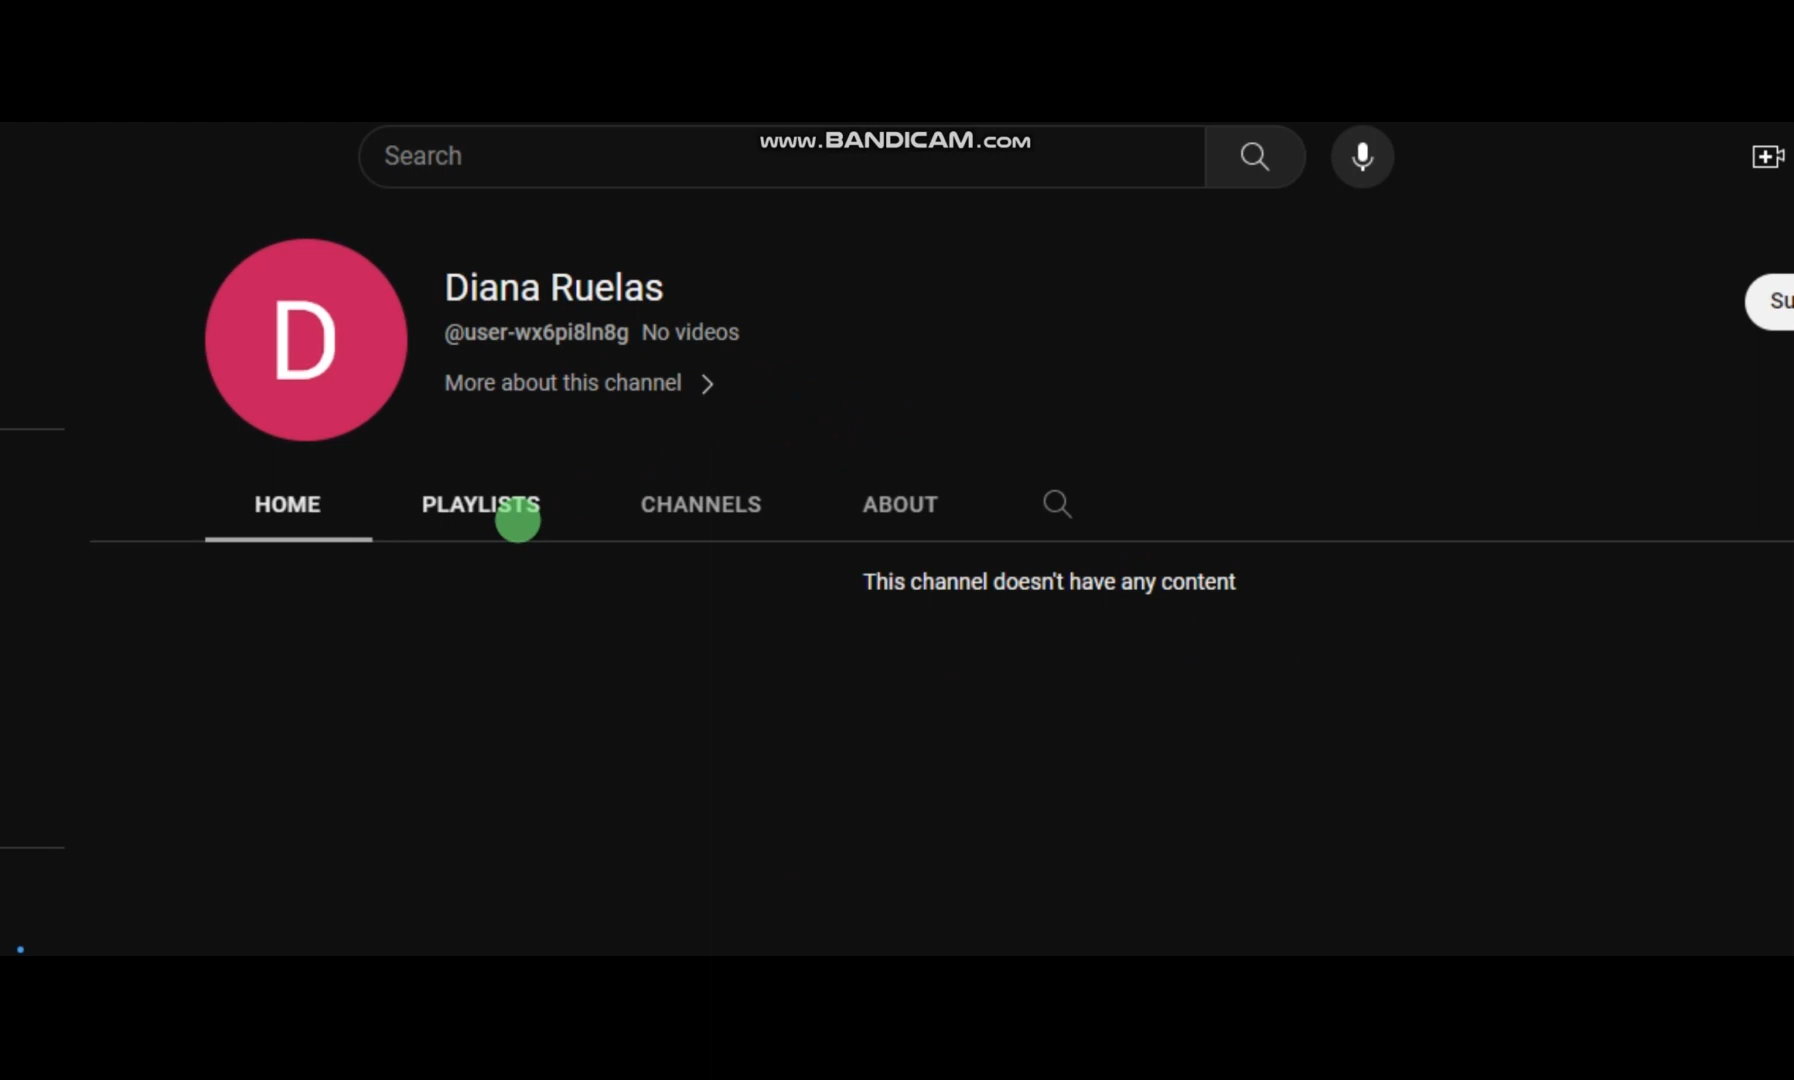 www.BANDICAM.com
Search
D
Diana Ruelas
@user-wx6pi8ln8g No videos
More about this channel
Su
HOME PLAYLISTS CHANNELS ABOUT
This channel doesn't have any content